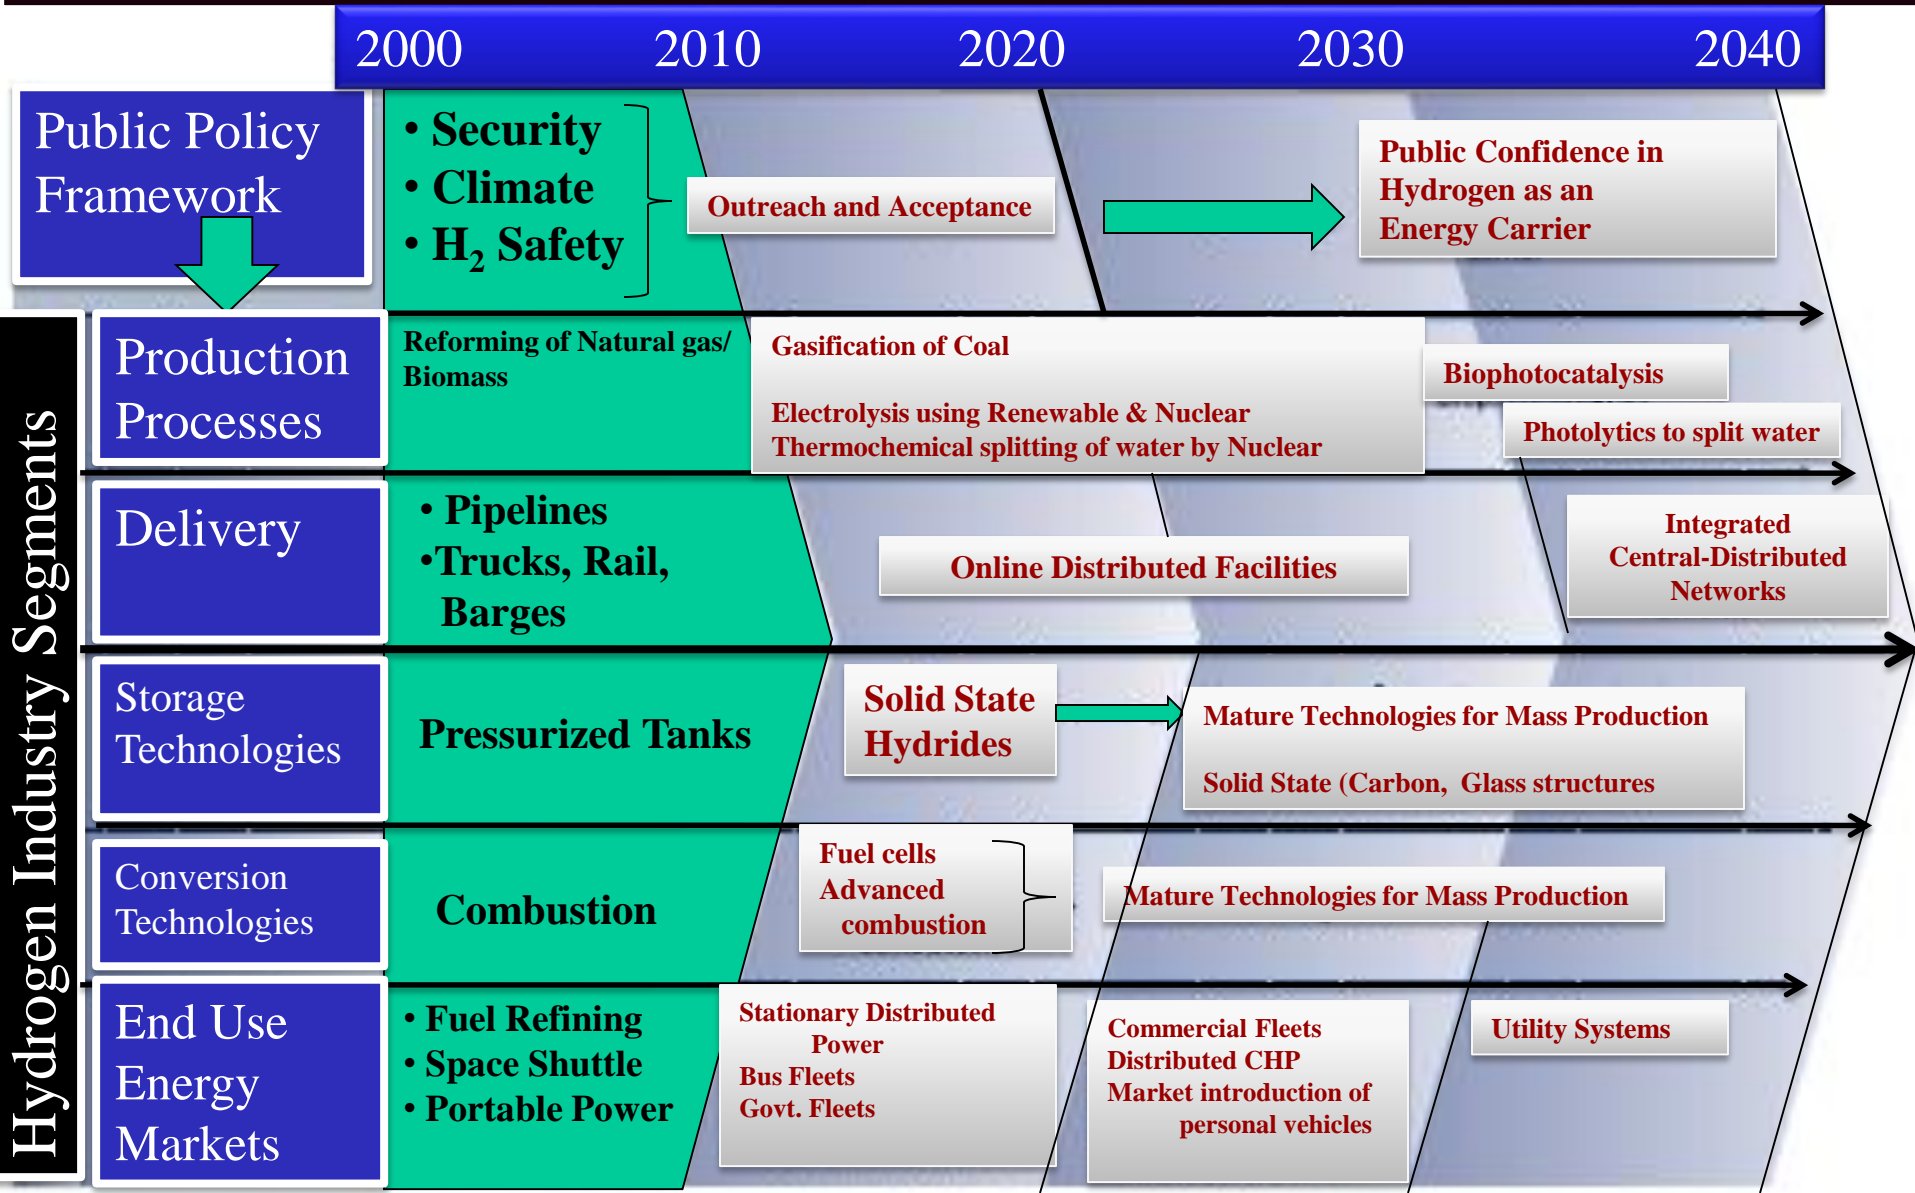 2000 2010 2020 2030 2040
Public Policy
Framework
• Security
• Climate
• H₂ Safety
Outreach and Acceptance
Public Confidence in
Hydrogen as an
Energy Carrier
Hydrogen Industry Segments
Production
Processes
Reforming of Natural gas/
Biomass
Gasification of Coal
Electrolysis using Renewable & Nuclear
Thermochemical splitting of water by Nuclear
Biophotocatalysis
Photolytics to split water
Delivery
• Pipelines
•Trucks, Rail,
Barges
Online Distributed Facilities
Integrated
Central-Distributed
Networks
Storage
Technologies
Pressurized Tanks
Solid State
Hydrides
Mature Technologies for Mass Production
Solid State (Carbon, Glass structures
Conversion
Technologies
Combustion
Fuel cells
Advanced
combustion
Mature Technologies for Mass Production
End Use
Energy
Markets
• Fuel Refining
• Space Shuttle
• Portable Power
Stationary Distributed
Power
Bus Fleets
Govt. Fleets
Commercial Fleets
Distributed CHP
Market introduction of
personal vehicles
Utility Systems